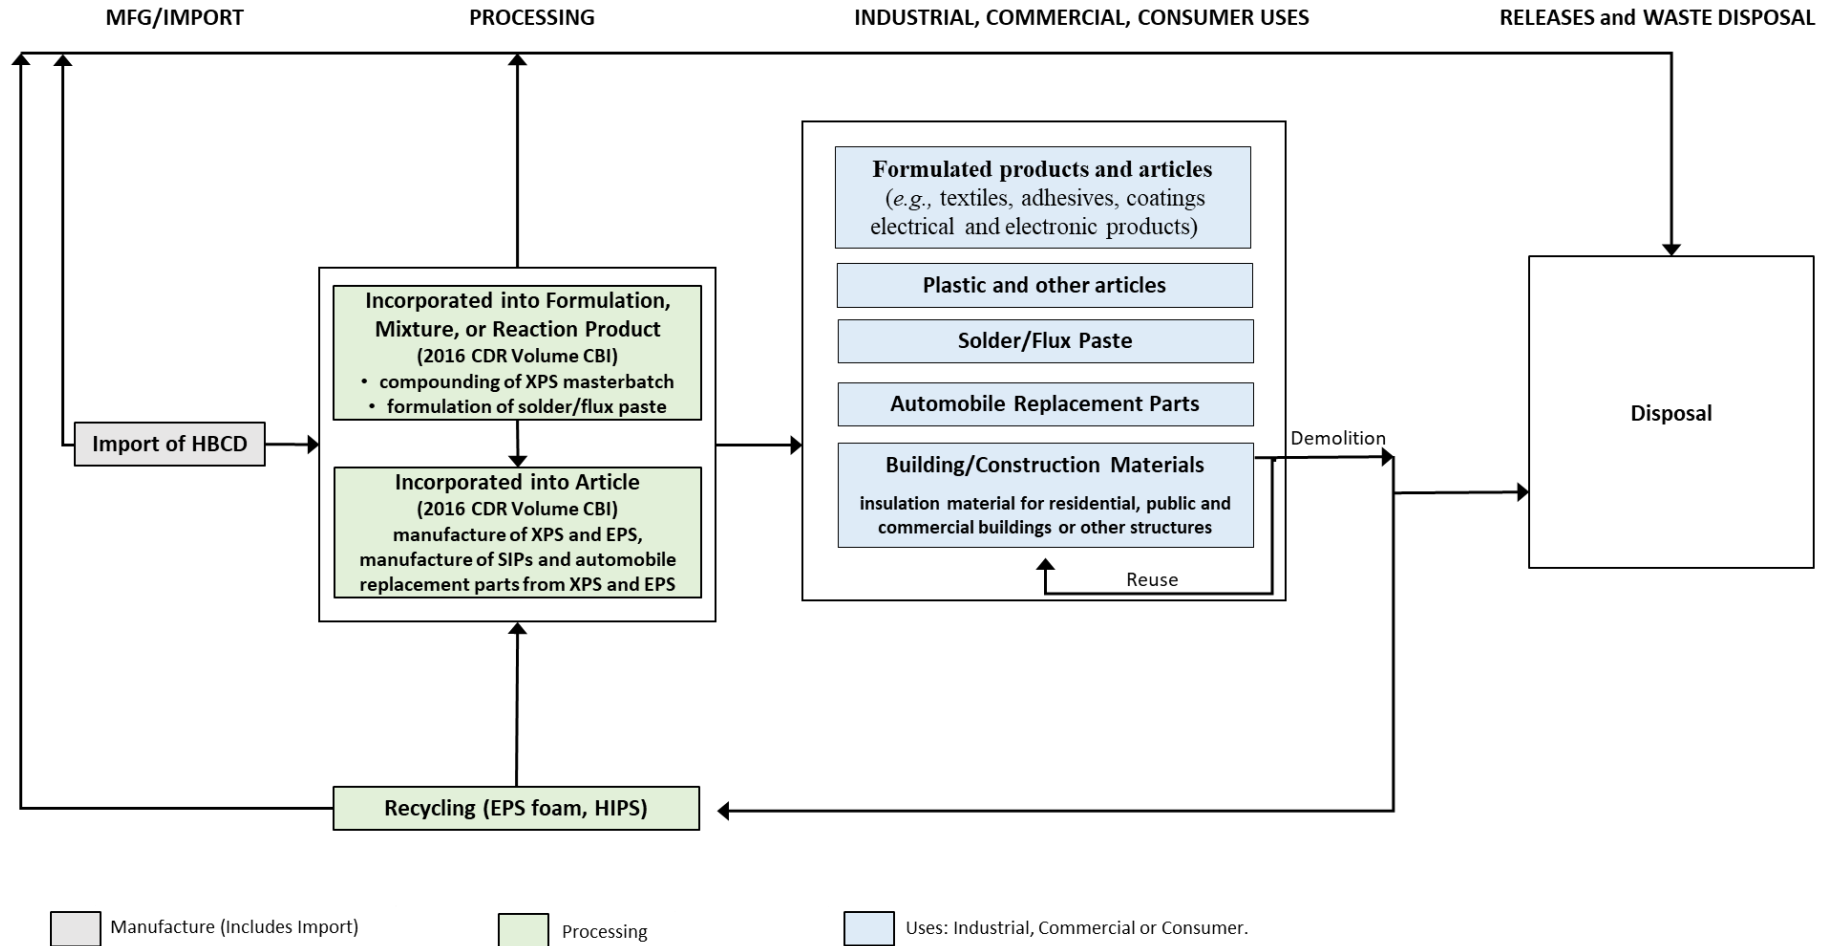 MFG/IMPORT
PROCESSING
INDUSTRIAL, COMMERCIAL, CONSUMER USES
RELEASES and WASTE DISPOSAL
Import of HBCD
Incorporated into Formulation,
Mixture, or Reaction Product
(2016 CDR Volume CBI)
• compounding of XPS masterbatch
• formulation of solder/flux paste
Incorporated into Article
(2016 CDR Volume CBI)
manufacture of XPS and EPS,
manufacture of SIPs and automobile
replacement parts from XPS and EPS
Formulated products and articles
(e.g., textiles, adhesives, coatings
electrical and electronic products)
Plastic and other articles
Solder/Flux Paste
Automobile Replacement Parts
Building/Construction Materials
insulation material for residential, public and
commercial buildings or other structures
Reuse
Demolition
Disposal
Recycling (EPS foam, HIPS)
Manufacture (Includes Import)
Processing
Uses: Industrial, Commercial or Consumer.